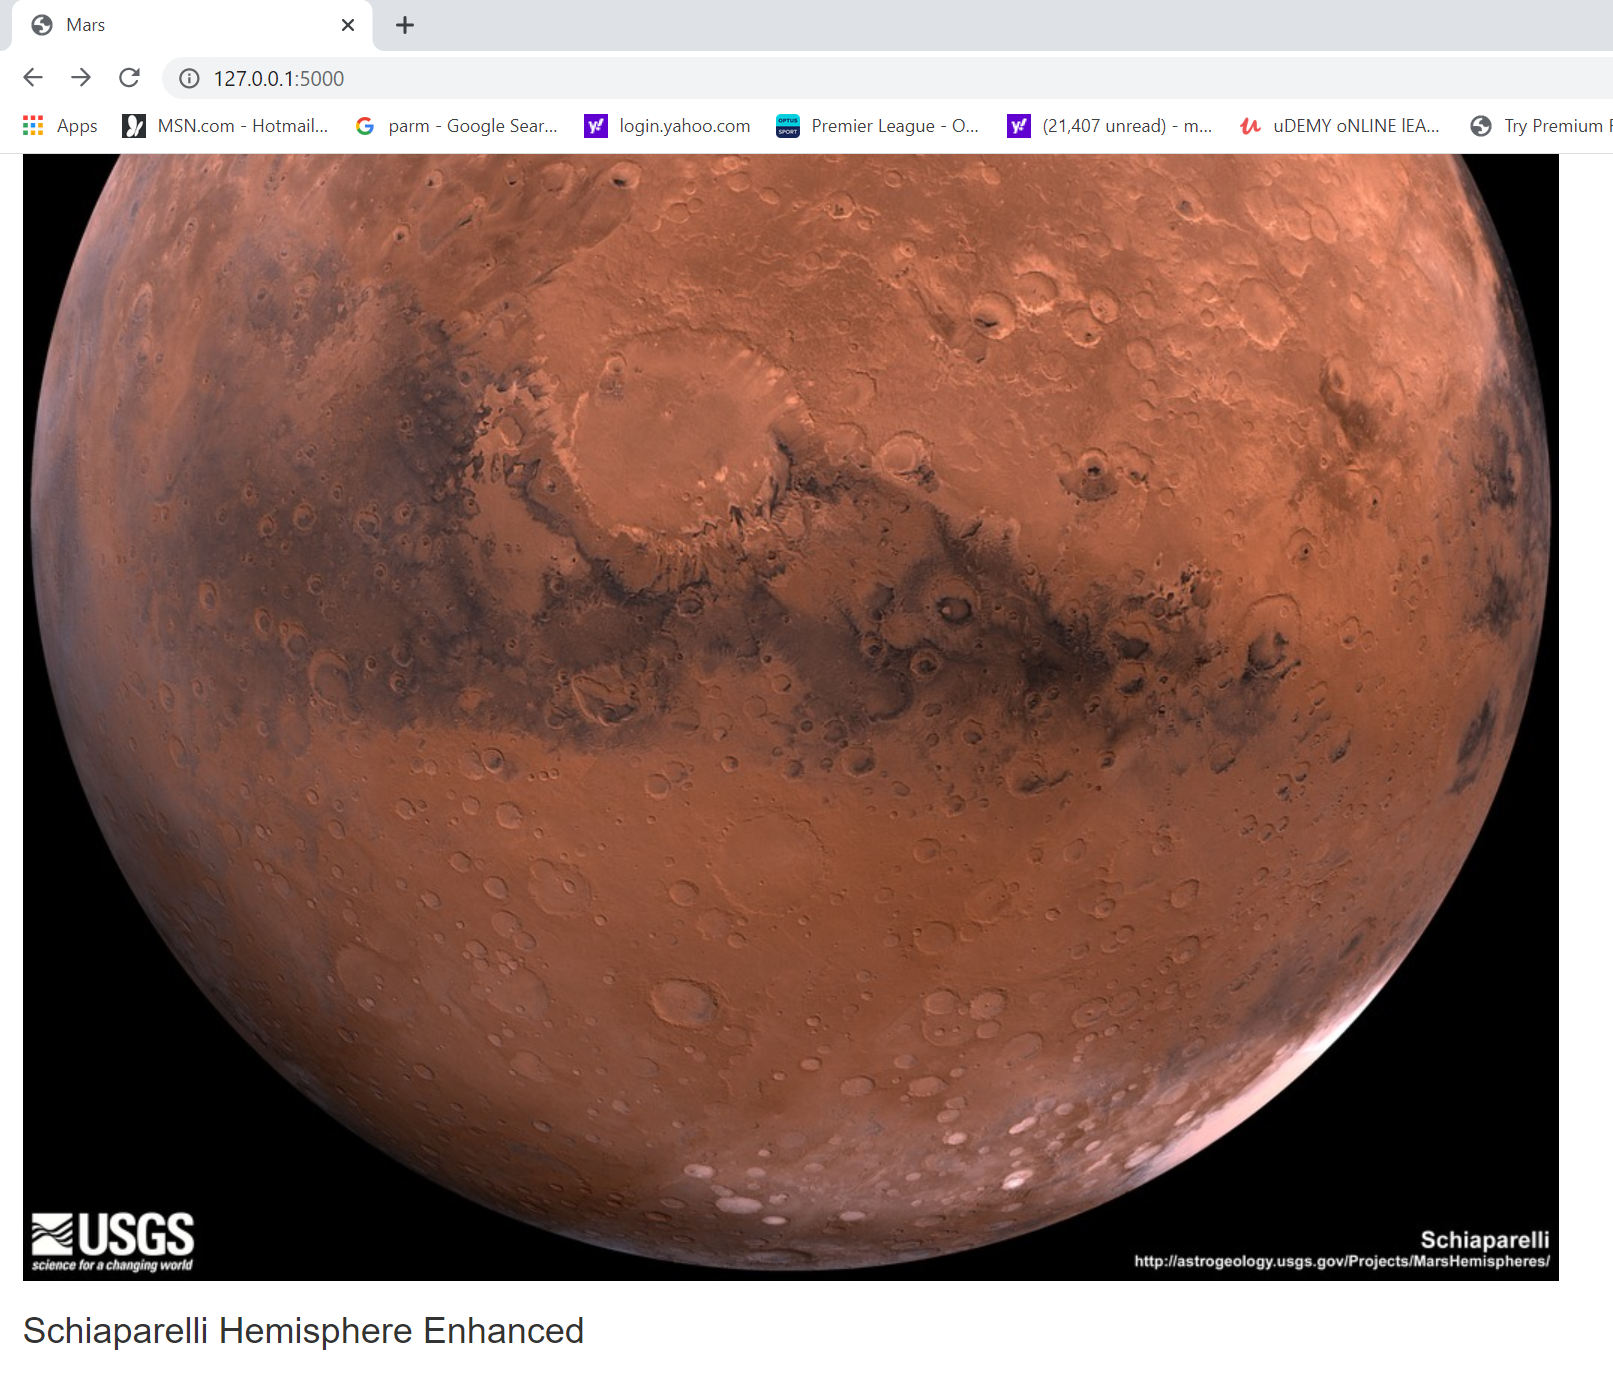 Mars
127.0.0.1:5000
Apps
MSN.com - Hotmail...
parm - Google Sear...
login.yahoo.com
OPTUS
SPORT
Premier League - O...
(21,407 unread) - m...
uDEMY oNLINE lEA...
Try Premium
USGS
science for a changing world
Schiaparelli
http://astrogeology.usgs.gov/Projects/MarsHemispheres/
Schiaparelli Hemisphere Enhanced